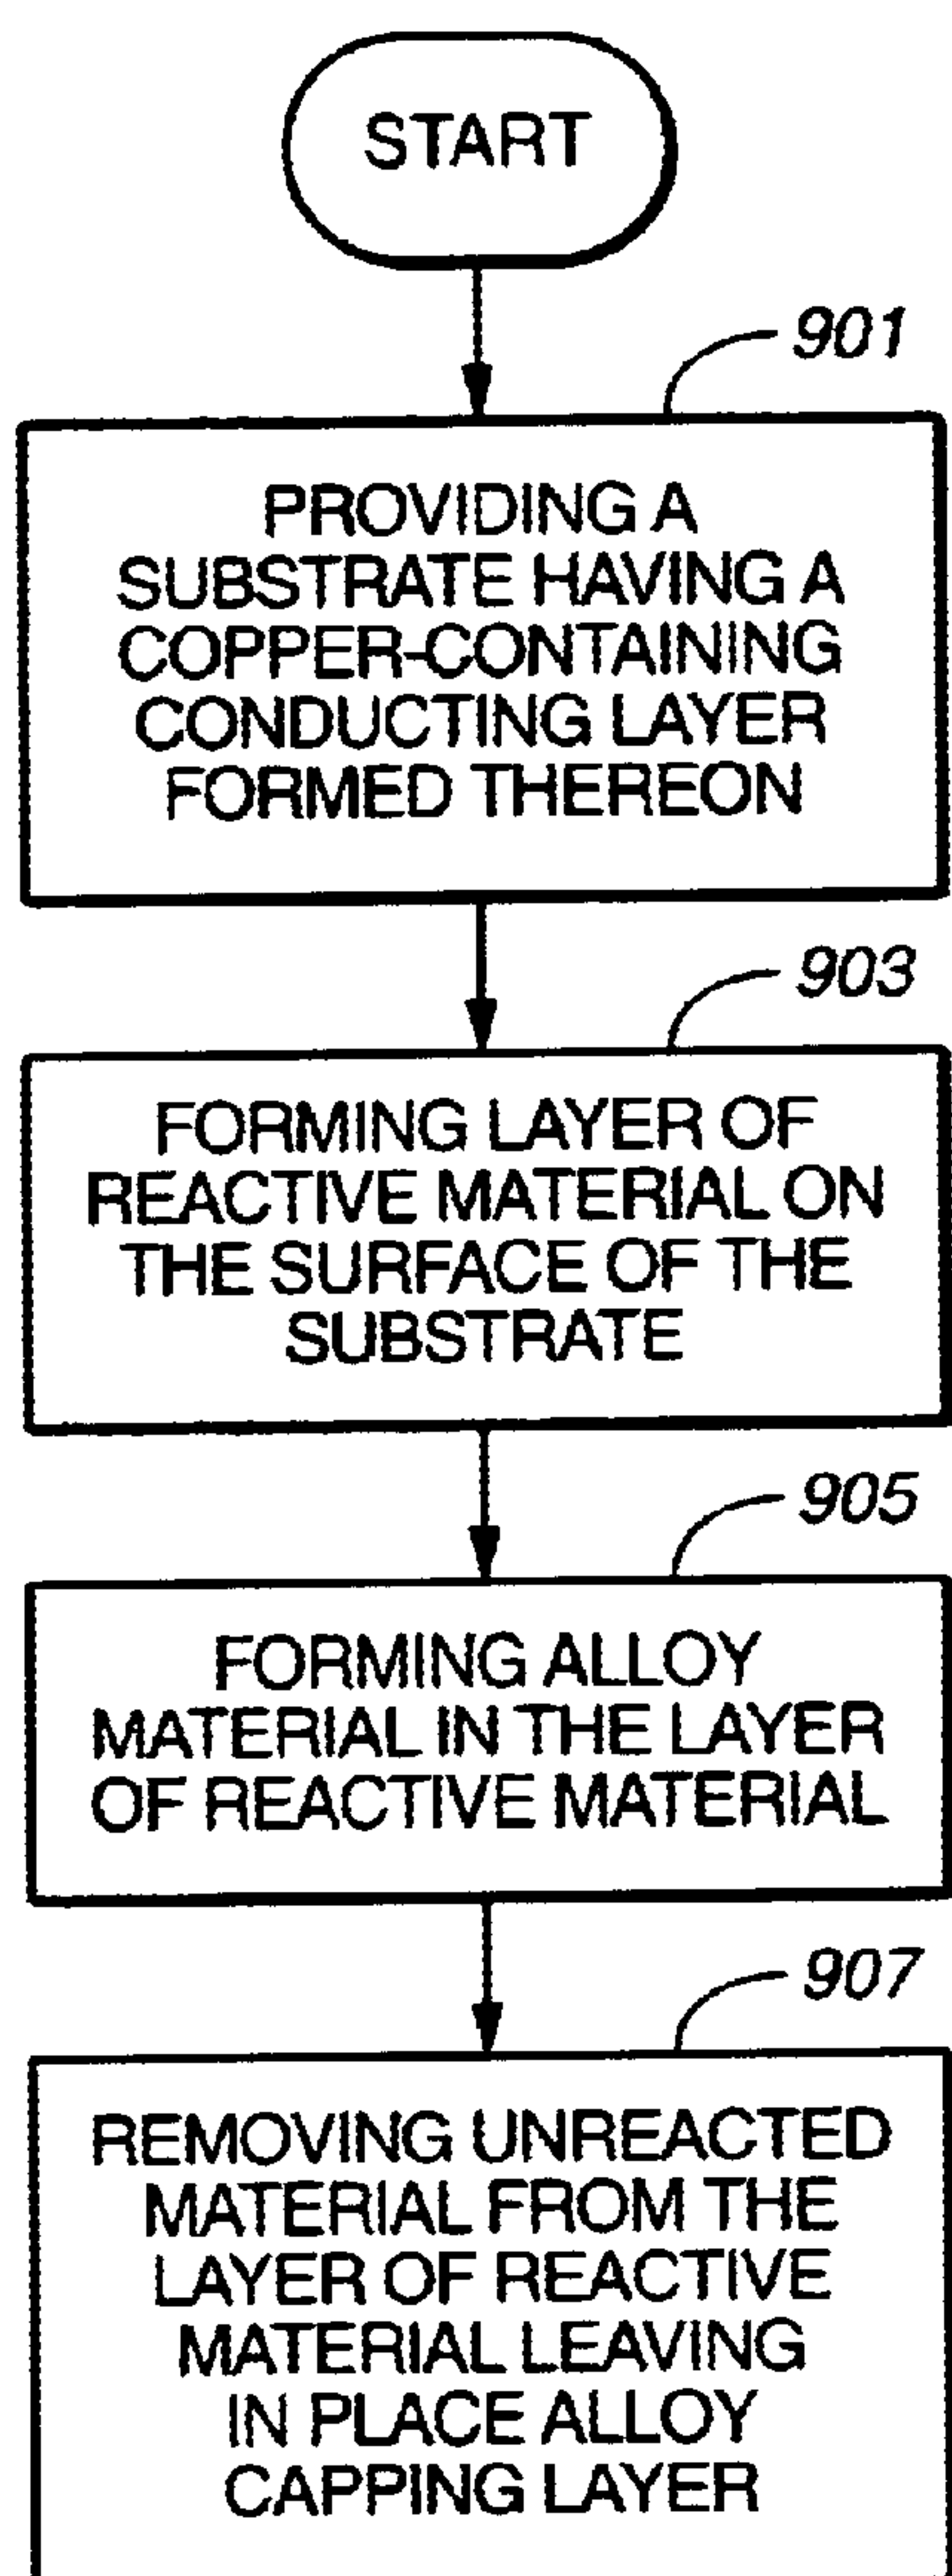 START
901
PROVIDING A
SUBSTRATE HAVING A
COPPER-CONTAINING
CONDUCTING LAYER
FORMED THEREON
903
FORMING LAYER OF
REACTIVE MATERIAL ON
THE SURFACE OF THE
SUBSTRATE
905
FORMING ALLOY
MATERIAL IN THE LAYER
OF REACTIVE MATERIAL
907
REMOVING UNREACTED
MATERIAL FROM THE
LAYER OF REACTIVE
MATERIAL LEAVING
IN PLACE ALLOY
CAPPING LAYER